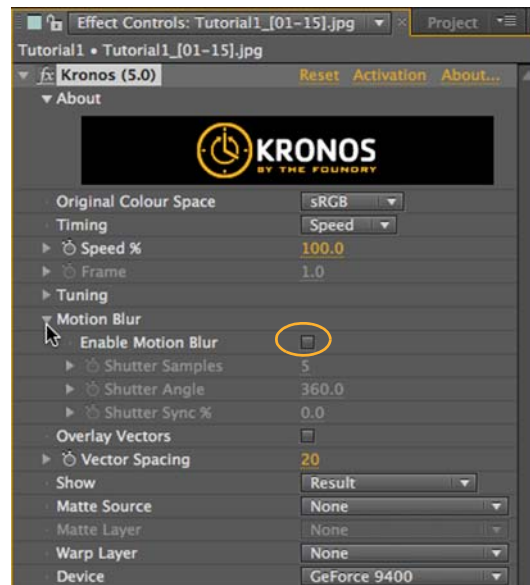 Effect Controls: Tutorial1_[01-15].jpg Project
Tutorial1 • Tutorial1_[01-15].jpg
fx Kronos (5.0) Reset Activation About...
About
KRONOS
BY THE FOUNDRY
Original Colour Space sRGB
Timing Speed
Speed % 100.0
Frame 1.0
Tuning
Motion Blur
Enable Motion Blur
Shutter Samples 5
Shutter Angle 360.0
Shutter Sync % 0.0
Overlay Vectors
Vector Spacing 20
Show Result
Matte Source None
Matte Layer None
Warp Layer None
Device GeForce 9400